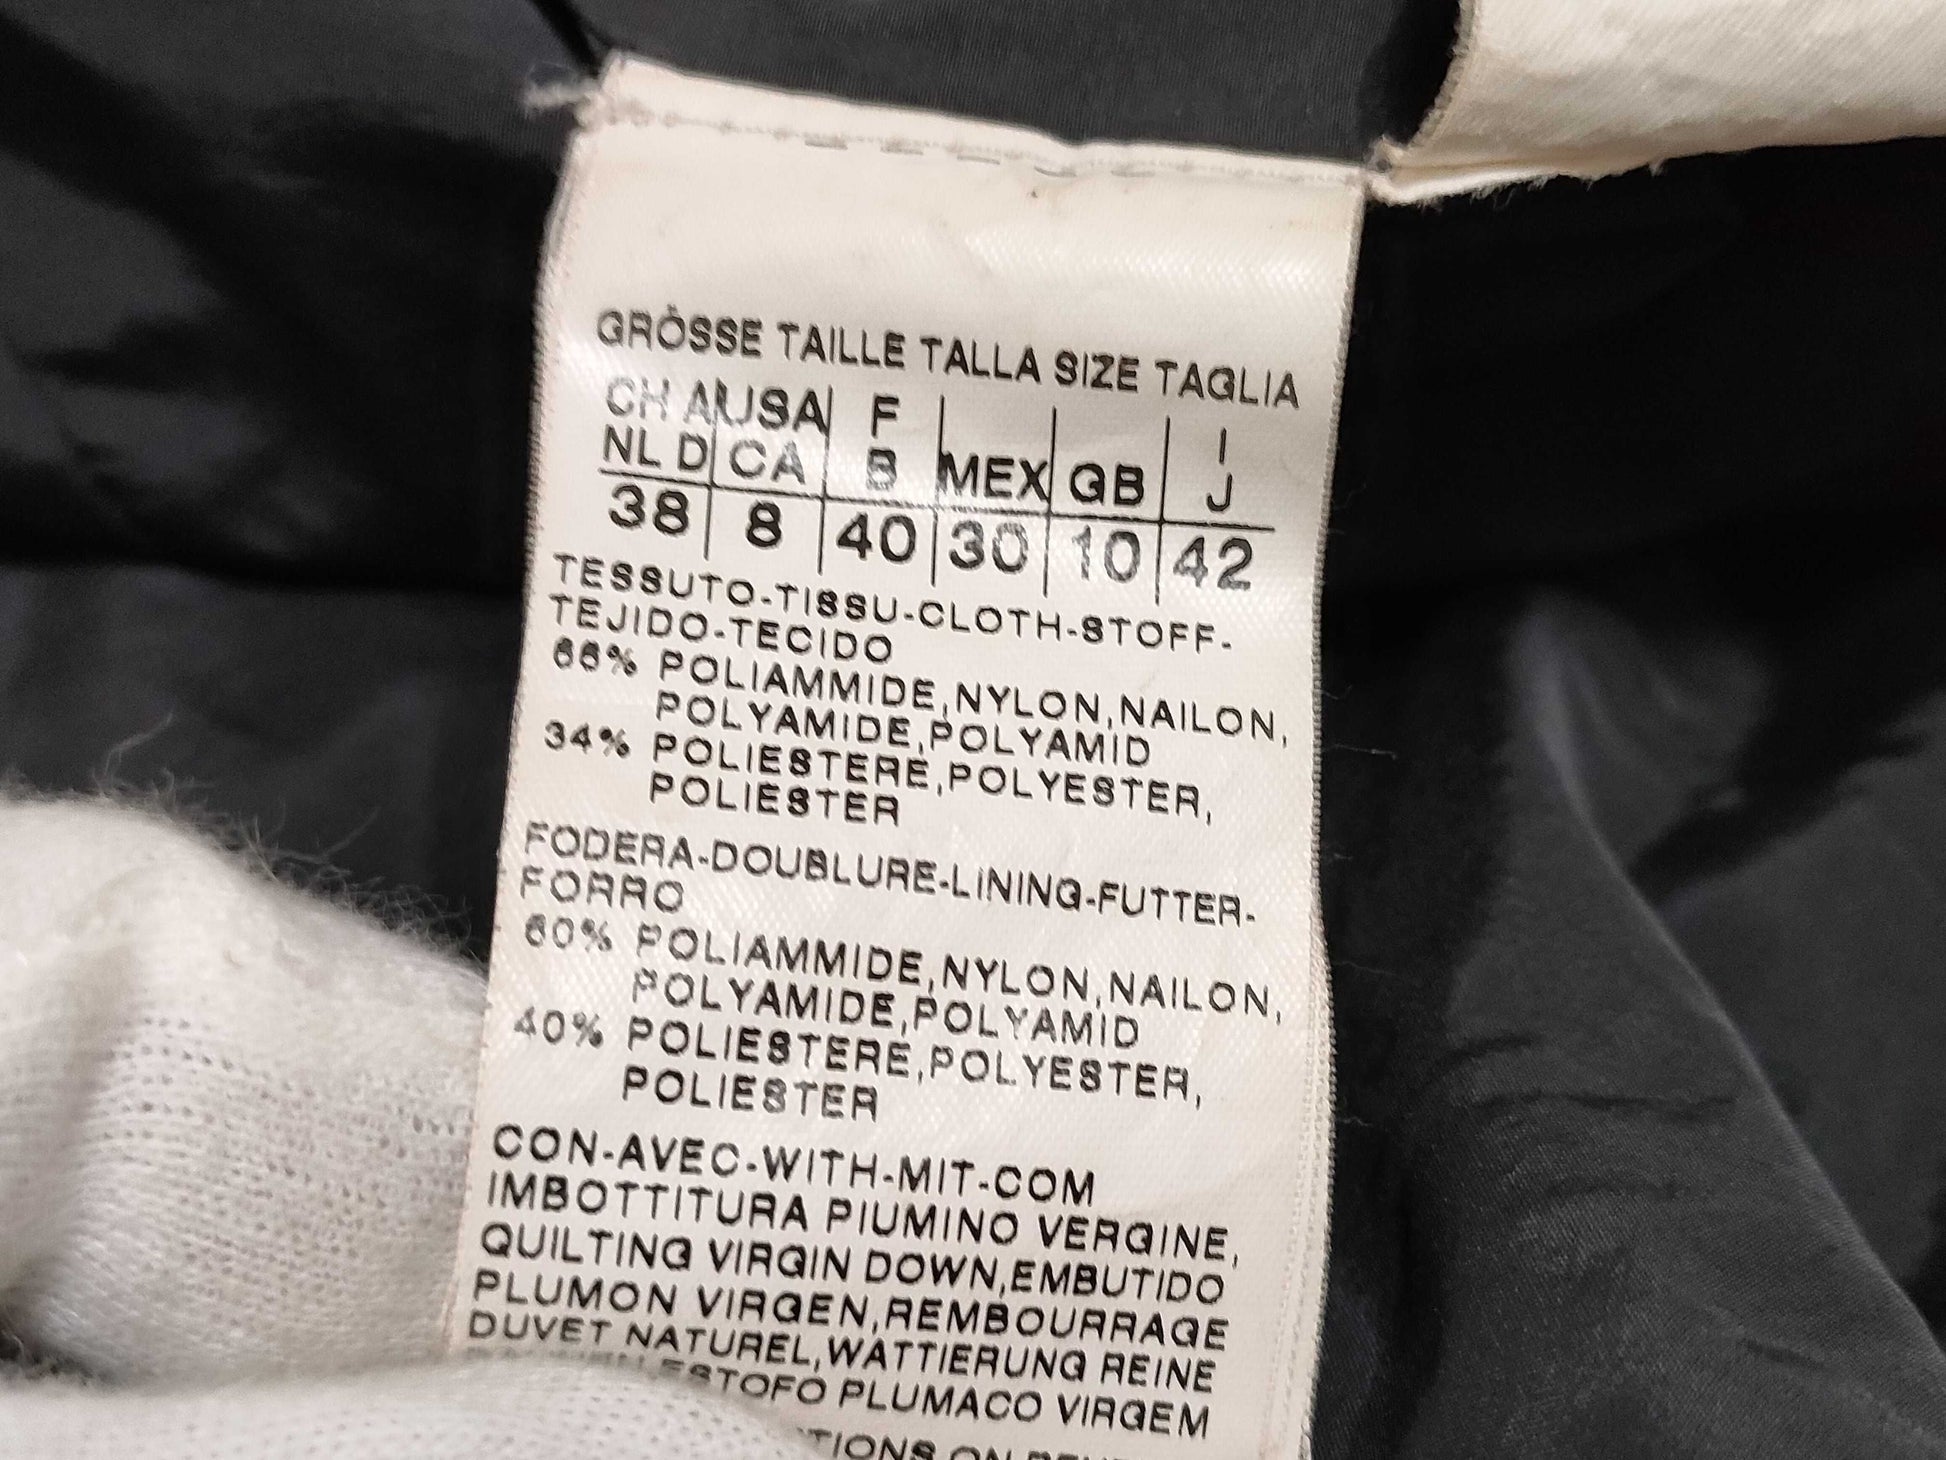 GRÖSSE TAILLE TALLA SIZE TAGLIA
CH A USA F I
NL D CA B MEX GB J
38 8 40 30 10 42
TESSUTO-TISSU-CLOTH-STOFF-
TEJIDO-TECIDO
66% POLIAMMIDE,NYLON,NAILON,
POLYAMIDE,POLYAMID
34% POLIESTERE,POLYESTER,
POLIESTER
FODERA-DOUBLURE-LINING-FUTTER-
FORRO
60% POLIAMMIDE,NYLON,NAILON,
POLYAMIDE,POLYAMID
40% POLIESTERE,POLYESTER,
POLIESTER
CON-AVEC-WITH-MIT-COM
IMBOTTITURA PIUMINO VERGINE,
QUILTING VIRGIN DOWN,EMBUTIDO
PLUMON VIRGEN,REMBOURRAGE
DUVET NATUREL,WATTIERUNG REINE
ESTOFO PLUMACO VIRGEM
ON